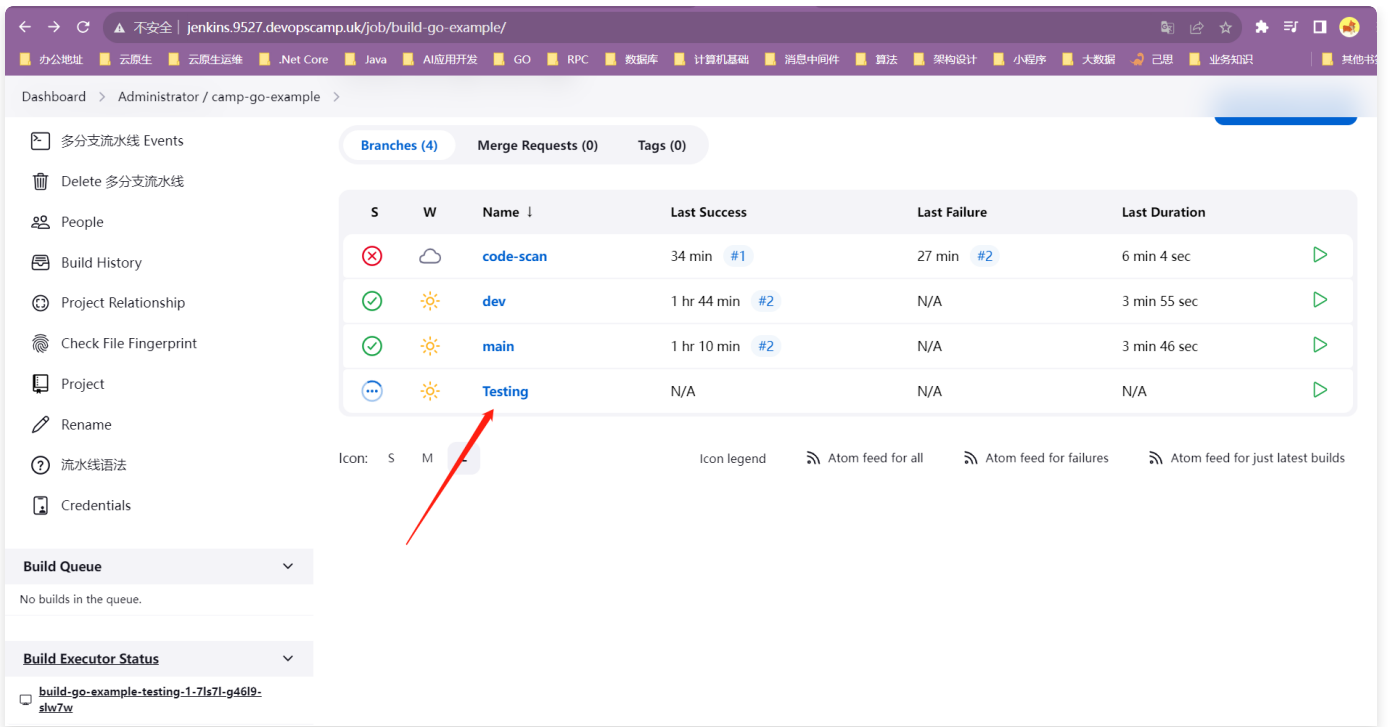 不安全 jenkins.9527.devopscamp.uk/job/build-go-example/
办公地址 云原生 云原生运维 .Net Core Java AI应用开发 GO RPC 数据库 计算机基础 消息中间件 算法 架构设计 小程序 大数据 己思 业务知识 其他书签
Dashboard Administrator / camp-go-example
多分支流水线 Events
Delete 多分支流水线
People
Build History
Project Relationship
Check File Fingerprint
Project
Rename
流水线语法
Credentials
Build Queue
No builds in the queue.
Build Executor Status
build-go-example-testing-1-7ls7l-g46l9-
slw7w
Branches (4) Merge Requests (0) Tags (0)
S W Name ↓ Last Success Last Failure Last Duration
code-scan 34 min #1 27 min #2 6 min 4 sec
dev 1 hr 44 min #2 N/A 3 min 55 sec
main 1 hr 10 min #2 N/A 3 min 46 sec
Testing N/A N/A N/A
Icon: S M L Icon legend Atom feed for all Atom feed for failures Atom feed for just latest builds